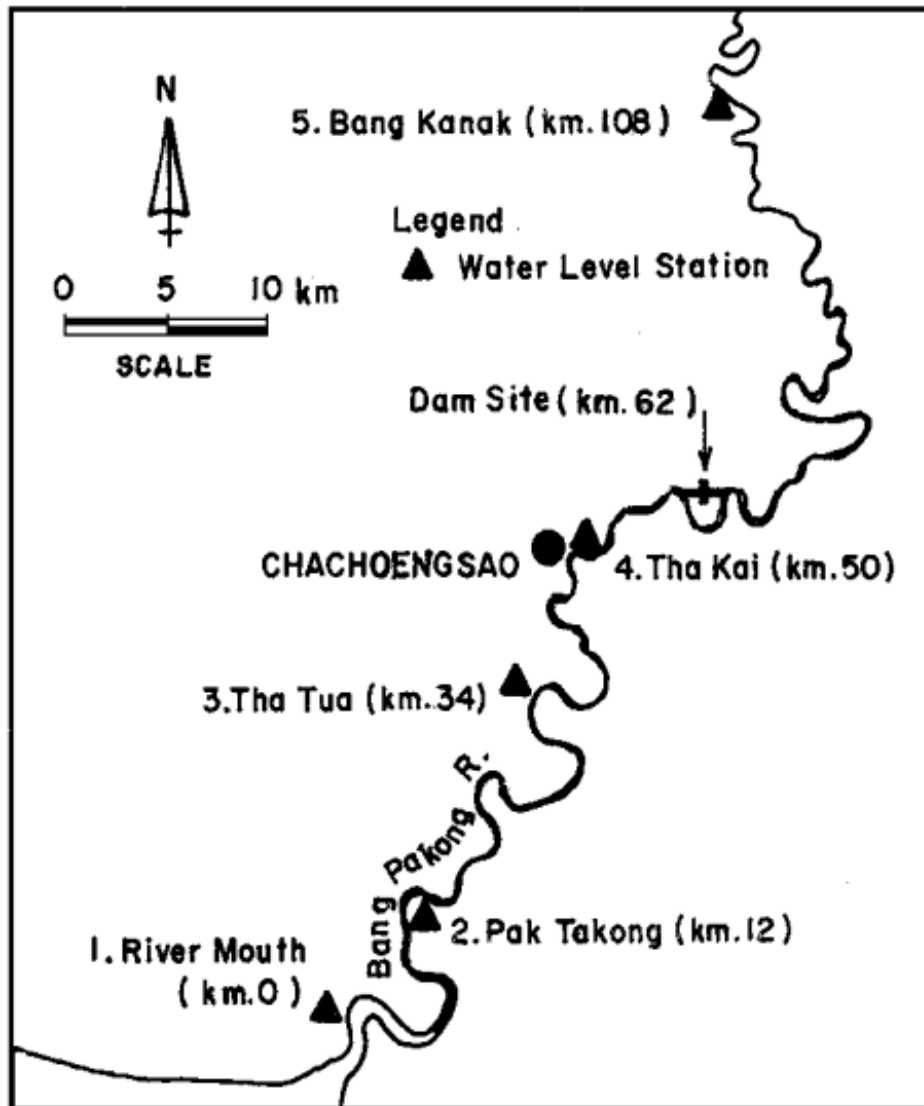 N
5. Bang Kanak (km. 108)
Legend
Water Level Station
0 5 10 km
SCALE
Dam Site (km. 62)
CHACHOENGSAO
4. Tha Kai (km. 50)
3. Tha Tua (km. 34)
Bang Pakong R.
2. Pak Takong (km. 12)
1. River Mouth
(km. 0)